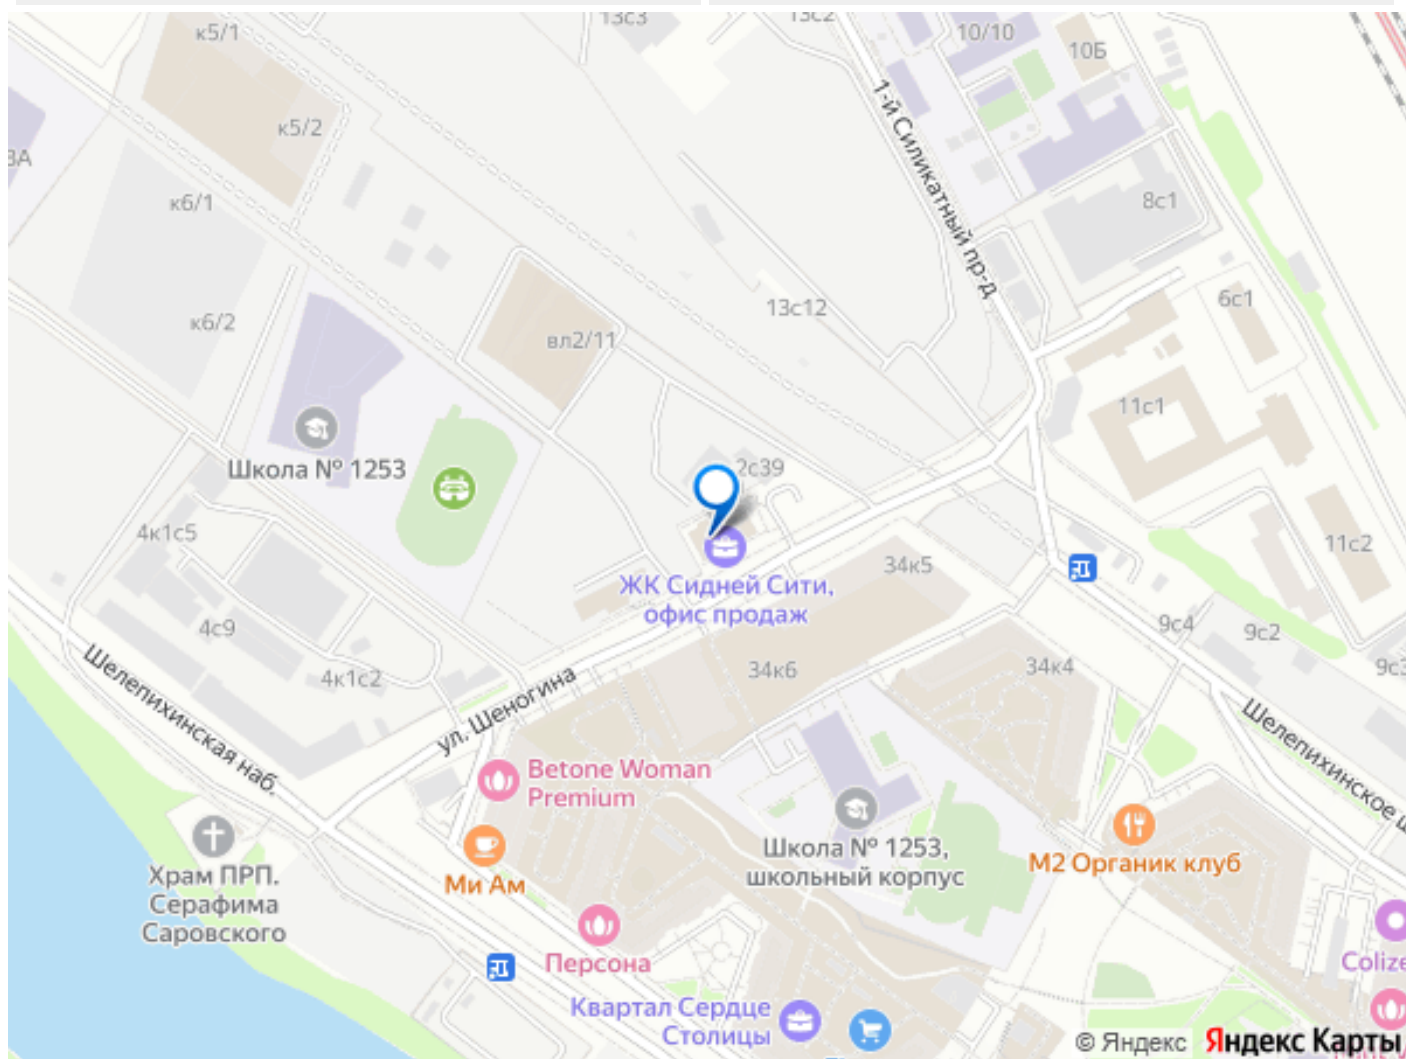 13с3
13с2
к5/1
10/10
10Б
к5/2
3А
1-й Силикатный пр-д
8с1
к6/1
6с1
13с12
к6/2
вл2/11
11с1
Школа № 1253
2с39
4к1с5
11с2
34к5
ЖК Сидней Сити,
офис продаж
4с9
9с4
9с2
4к1с2
34к6
34к4
9с3
Шелепихинская наб.
ул. Шеногина
Шелепихинское ш
Betone Woman
Premium
Школа № 1253,
школьный корпус
М2 Органик клуб
Ми Ам
Храм ПРП.
Серафима
Саровского
Персона
Colize
Квартал Сердце
Столицы
© Яндекс Яндекс Карты